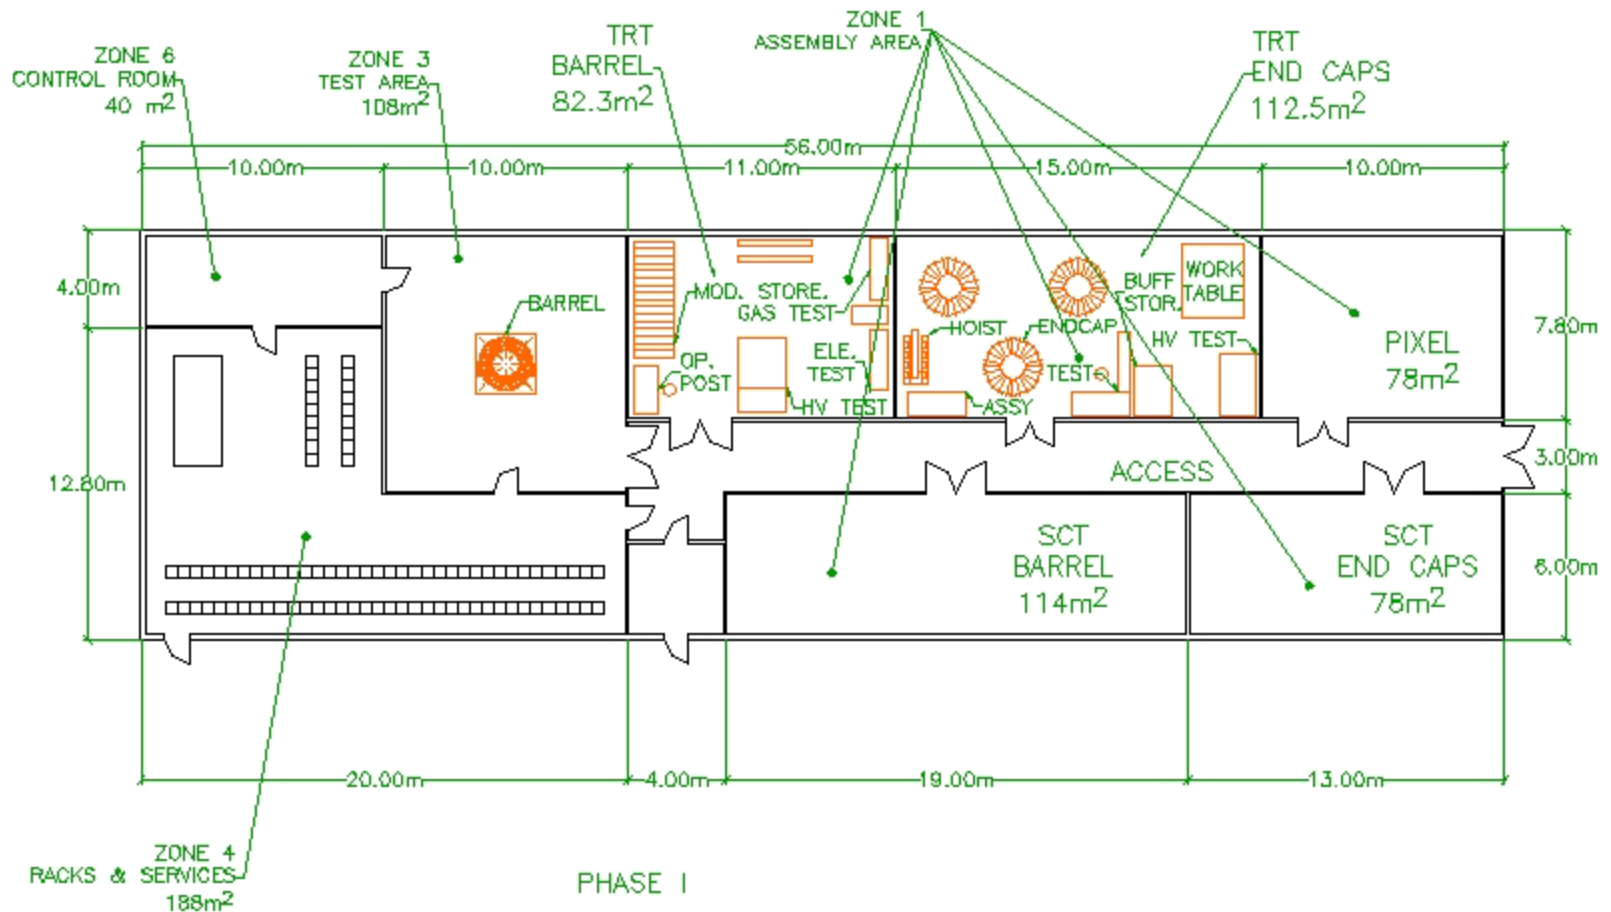 ZONE 6
CONTROL ROOM
40 m²
ZONE 3
TEST AREA
108m²
TRT
BARREL
82.3m²
ZONE 1
ASSEMBLY AREA
TRT
END CAPS
112.5m²
56.00m
10.00m
10.00m
11.00m
15.00m
10.00m
4.00m
12.80m
7.80m
3.00m
6.00m
BARREL
MOD. STORE.
GAS TEST
OP.
POST
ELE.
TEST
HV TEST
HOIST
ENDCAP
TEST
ASSY
BUFF
STOR.
WORK
TABLE
HV TEST
PIXEL
78m²
ACCESS
SCT
BARREL
114m²
SCT
END CAPS
78m²
20.00m
4.00m
19.00m
13.00m
ZONE 4
RACKS & SERVICES
188m²
PHASE I